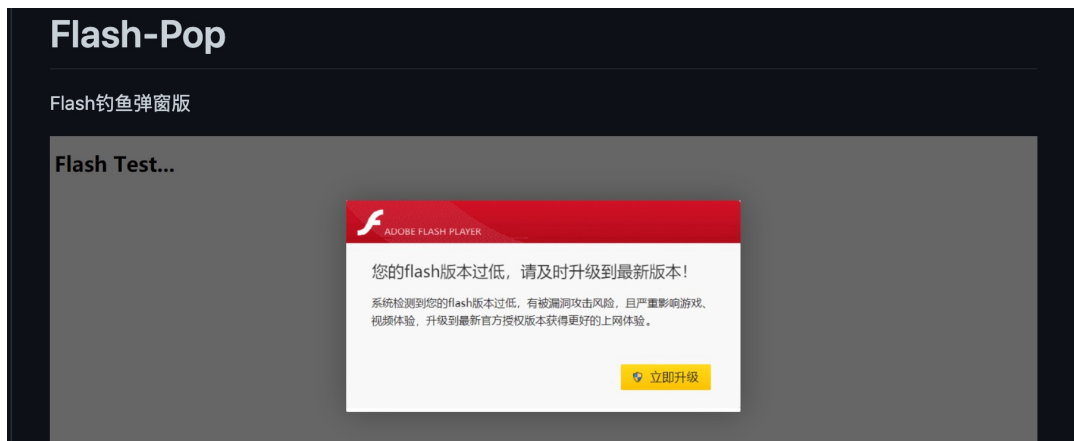 Flash-Pop
Flash钓鱼弹窗版
Flash Test...
ADOBE FLASH PLAYER
您的flash版本过低，请及时升级到最新版本！
系统检测到您的flash版本过低，有被漏洞攻击风险，且严重影响游戏、
视频体验，升级到最新官方授权版本获得更好的上网体验。
立即升级